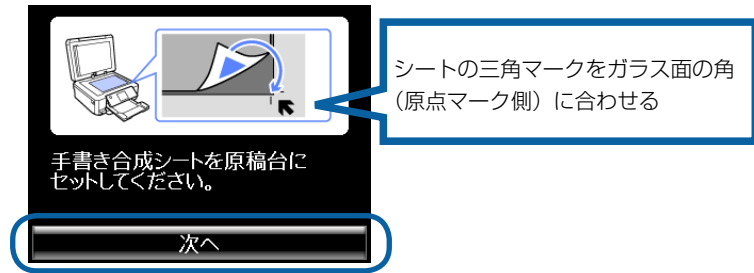 シートの三角マークをガラス面の角
（原点マーク側）に合わせる
手書き合成シートを原稿台に
セットしてください。
次へ